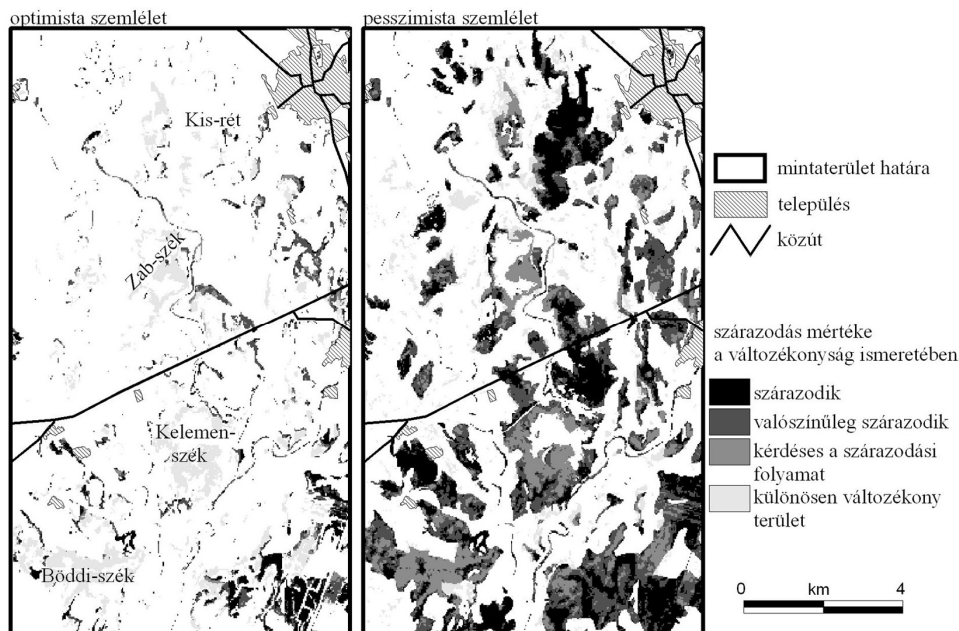 optimista szemlélet
pesszimista szemlélet
Kis-rét
Zab-szék
Kelemen-
szék
Böddi-szék
mintaterület határa
település
közút
szárazodás mértéke
a változékonyság ismeretében
szárazodik
valószínűleg szárazodik
kérdéses a szárazodási
folyamat
különösen változékony
terület
0 km 4